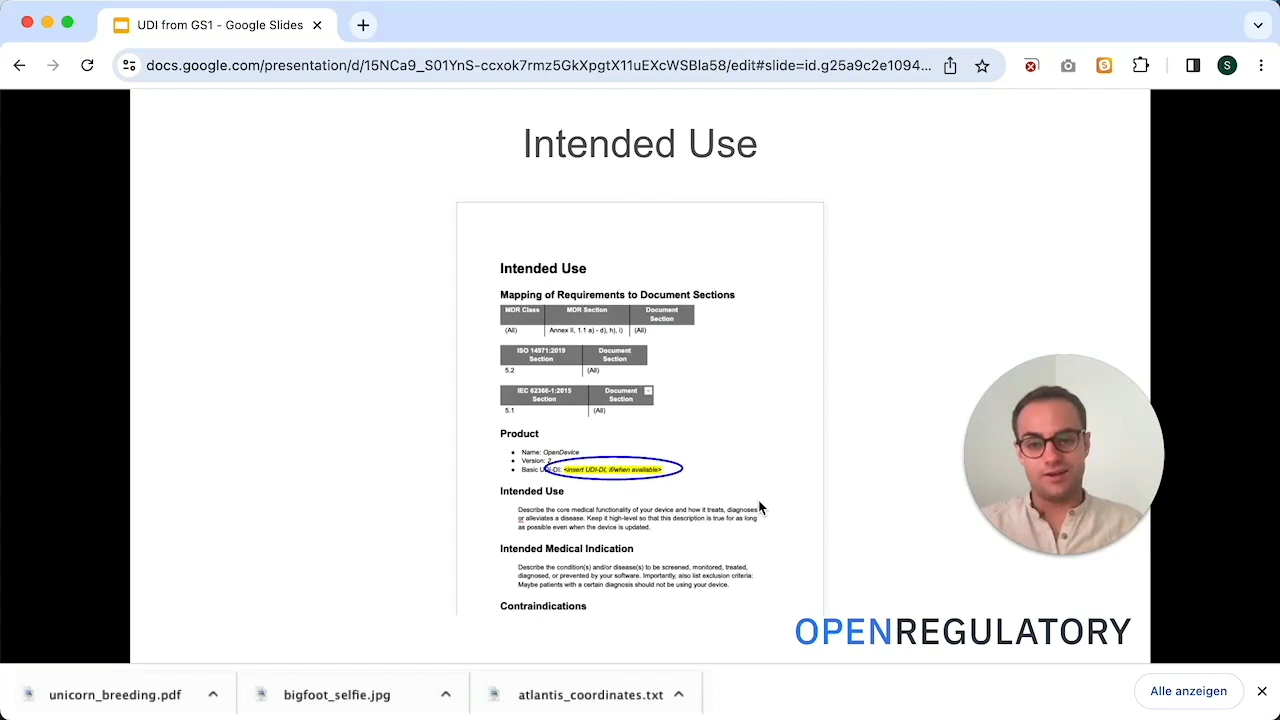 UDI from GS1 - Google Slides
docs.google.com/presentation/d/15NCa9_S01YnS-ccxok7rmz5GkXpgtX11uEXcWSBla58/edit#slide=id.g25a9c2e1094...
S
S
Intended Use
Intended Use
Mapping of Requirements to Document Sections
MDR Class MDR Section Document Section
(All) Annex II, 1.1 a) - d), h), i) (All)
ISO 14971:2019 Section Document Section
5.2 (All)
IEC 62366-1:2015 Section Document Section
5.1 (All)
Product
Name: OpenDevice
Version: 2
Basic UDI-DI: <insert UDI-DI, if/when available>
Intended Use
Describe the core medical functionality of your device and how it treats, diagnoses
or alleviates a disease. Keep it high-level so that this description is true for as long
as possible even when the device is updated.
Intended Medical Indication
Describe the condition(s) and/or disease(s) to be screened, monitored, treated,
diagnosed, or prevented by your software. Importantly, also list exclusion criteria:
Maybe patients with a certain diagnosis should not be using your device.
Contraindications
OPENREGULATORY
unicorn_breeding.pdf
bigfoot_selfie.jpg
atlantis_coordinates.txt
Alle anzeigen